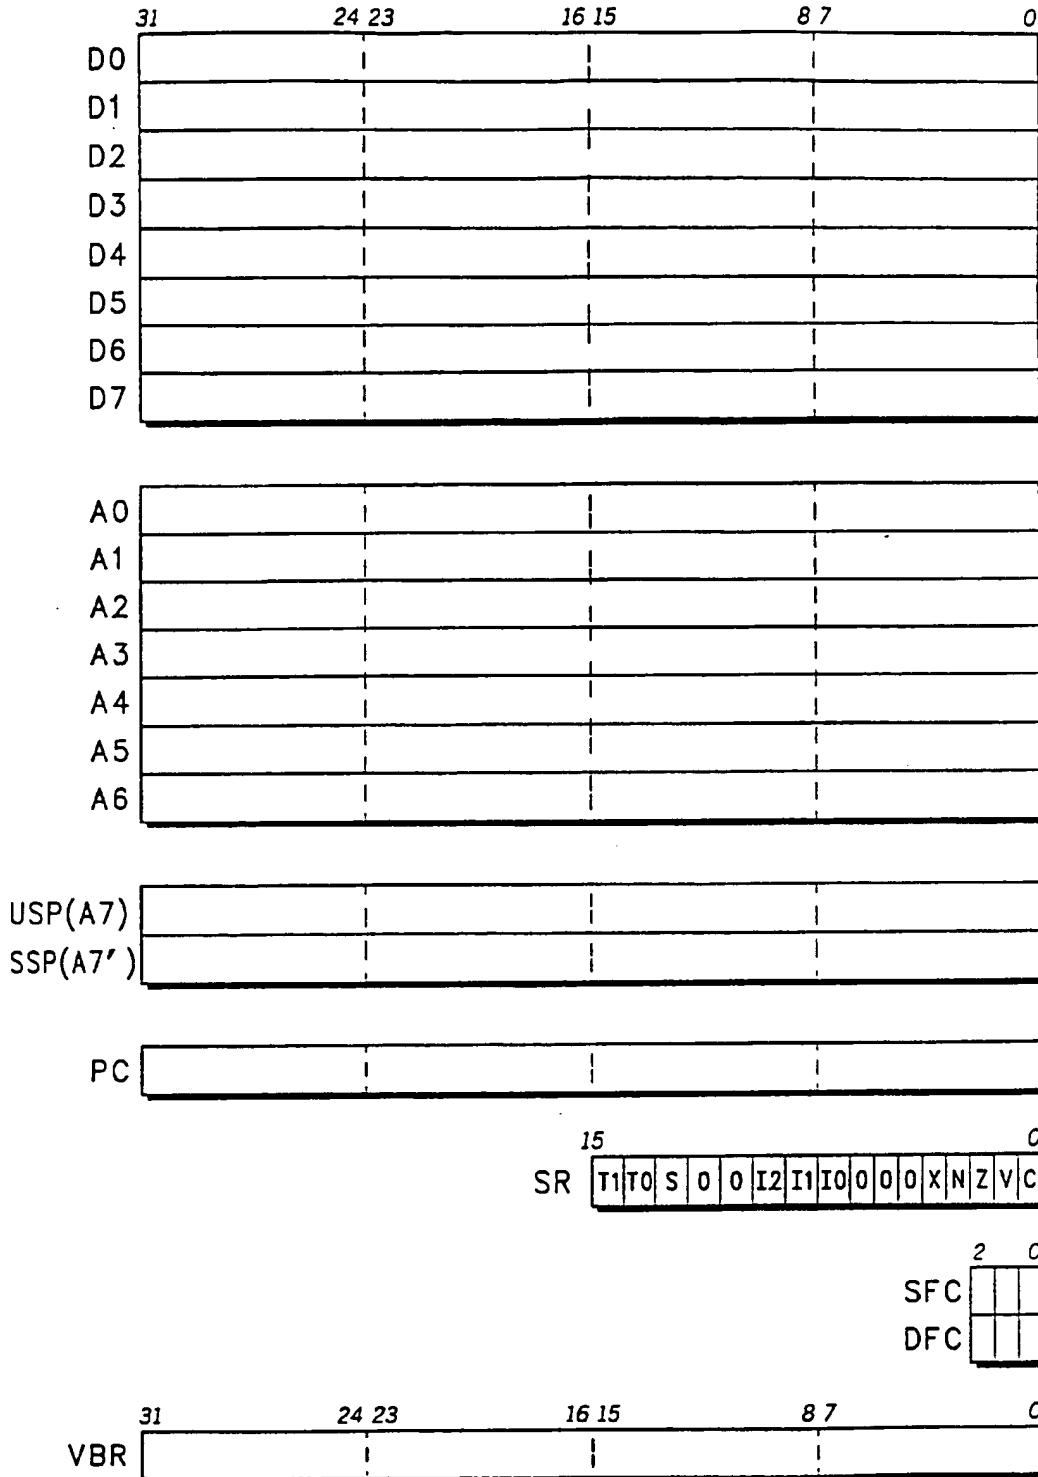 31 24 23 16 15 8 7 0
D0
D1
D2
D3
D4
D5
D6
D7
A0
A1
A2
A3
A4
A5
A6
USP(A7)
SSP(A7′)
PC
15 0
SR T1 T0 S 0 0 I2 I1 I0 0 0 0 X N Z V C
2 0
SFC
DFC
31 24 23 16 15 8 7 0
VBR